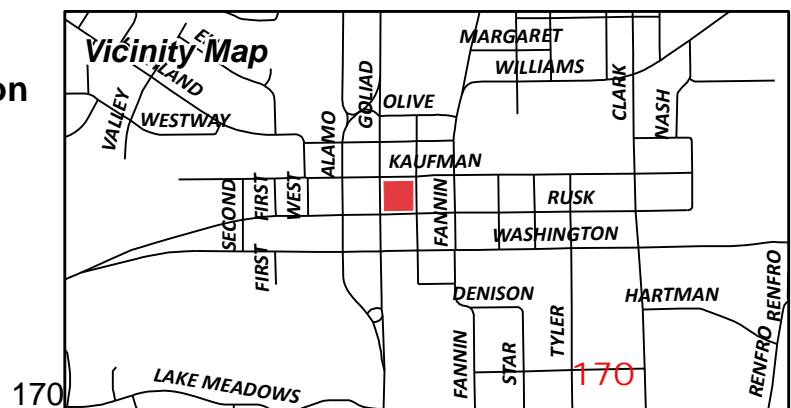 on
Vicinity Map
MARGARET
WILLIAMS
GOLIAD
OLIVE
CLARK
NASH
VALLEY
WESTWAY
ALAMO
KAUFMAN
SECOND
FIRST
WEST
FANNIN
RUSK
WASHINGTON
FIRST
DENISON
HARTMAN
RENFRO
FANNIN
STAR
TYLER
RENFRO
170
LAKE MEADOWS
170